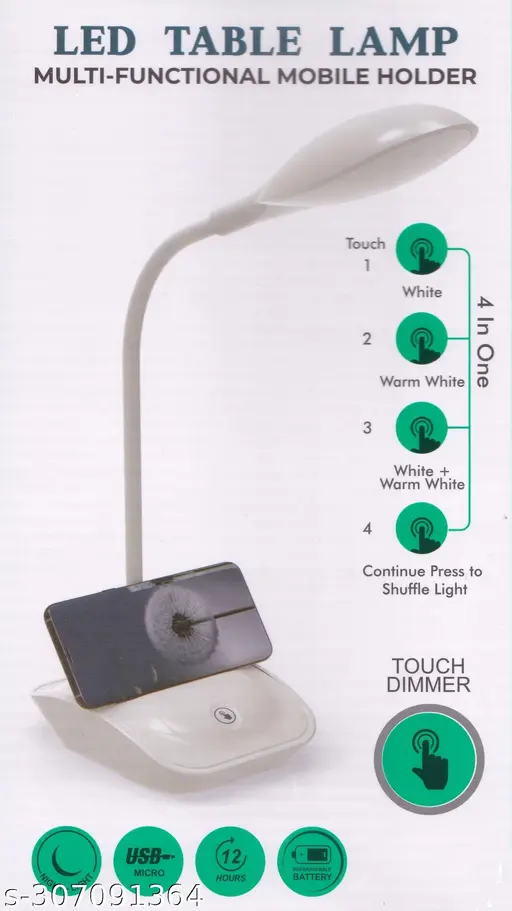 LED TABLE LAMP
MULTI-FUNCTIONAL MOBILE HOLDER
Touch
1
White
2
Warm White
3
White +
Warm White
4
Continue Press to
Shuffle Light
4 In One
TOUCH
DIMMER
USB
MICRO
12
HOURS
BATTERY
s-307091364